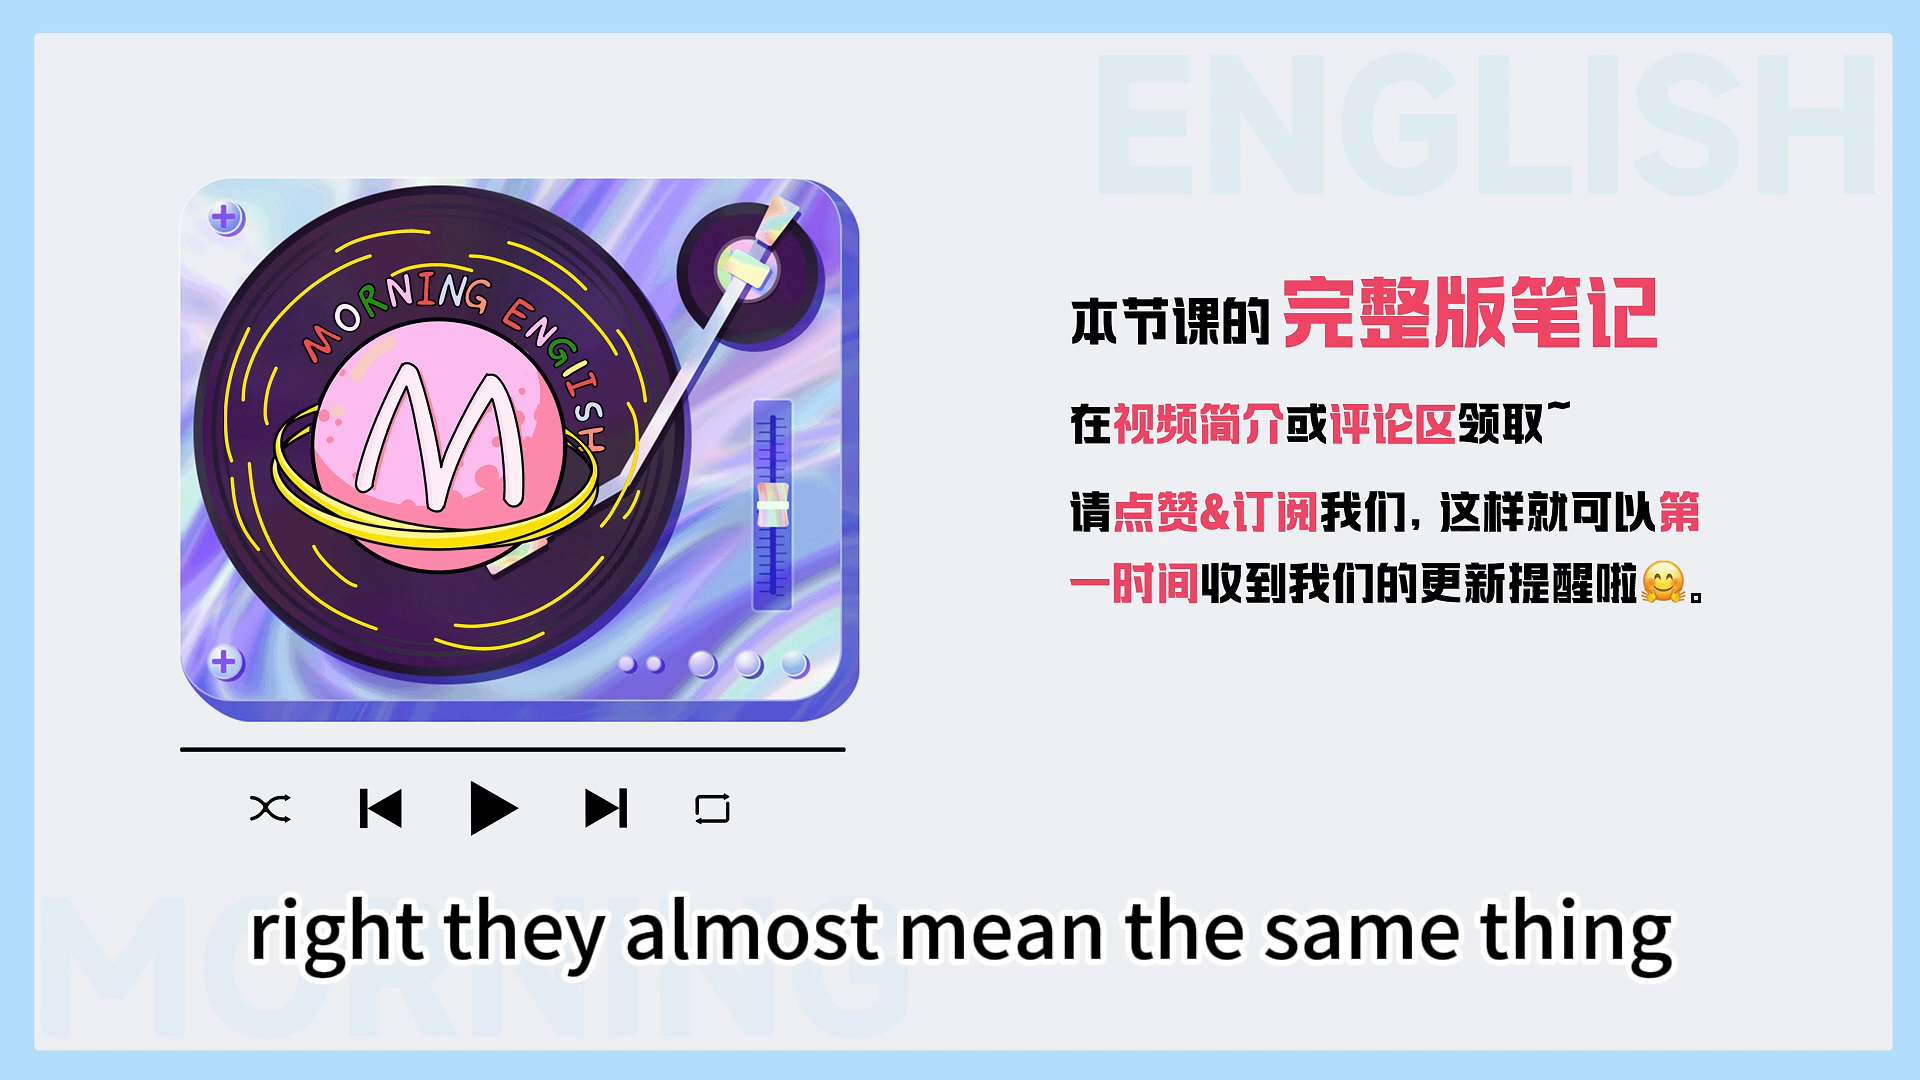 ENGLISH
MORNING ENGLISH
M
本节课的完整版笔记
在视频简介或评论区领取~
请点赞&订阅我们，这样就可以第
一时间收到我们的更新提醒啦🤗。
MORNING
right they almost mean the same thing